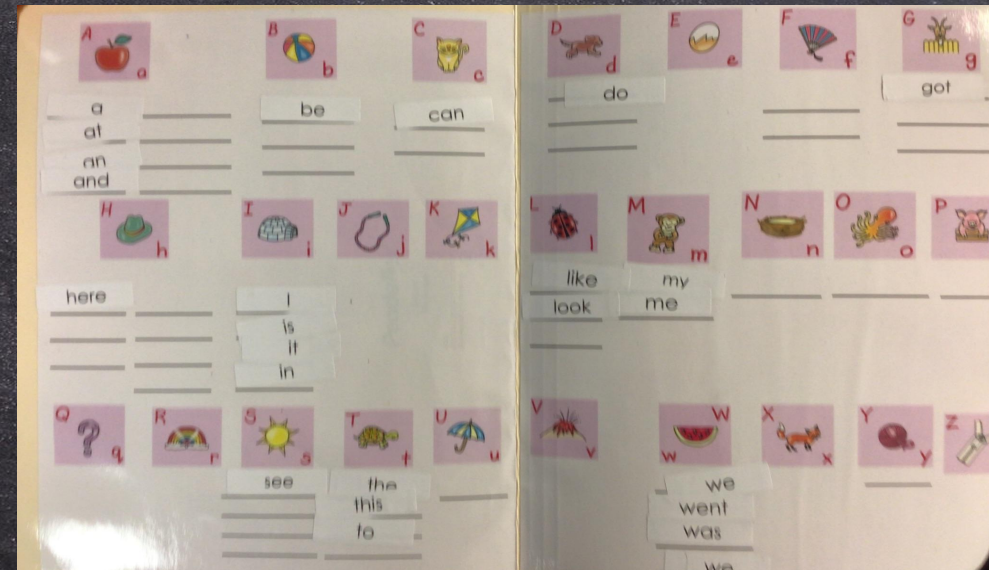 A a B b C c D d E e F f G g
a be can do got
at
an
and
H h I i J j K k L l M m N n O o P
here I like my
is look me
it
in
Q q R r S s T t U u V v W w X x Y y Z
see the we
this went
to was
we